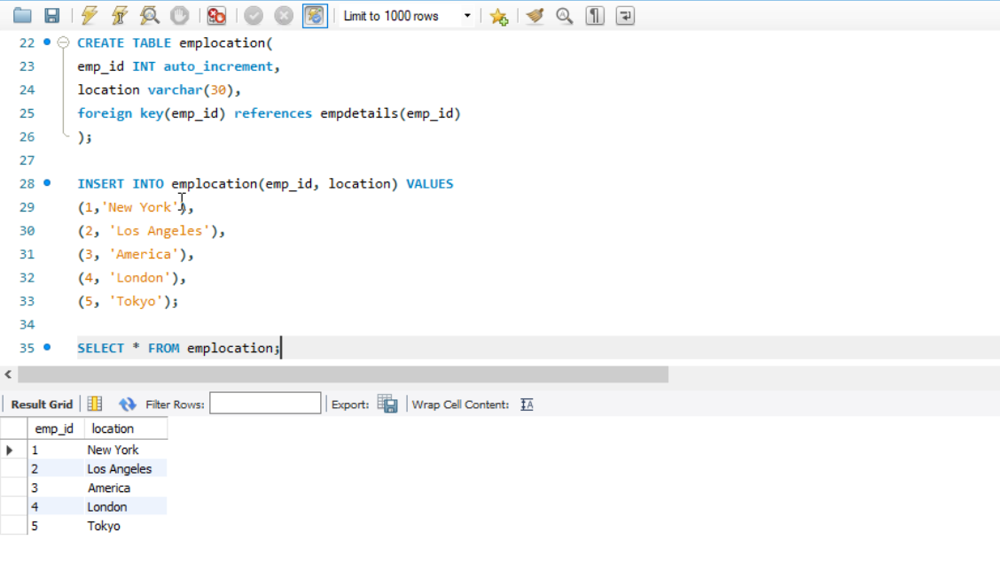 Limit to 1000 rows
22 CREATE TABLE emplocation(
23 emp_id INT auto_increment,
24 location varchar(30),
25 foreign key(emp_id) references empdetails(emp_id)
26 );
27
28 INSERT INTO emplocation(emp_id, location) VALUES
29 (1,'New York'),
30 (2, 'Los Angeles'),
31 (3, 'America'),
32 (4, 'London'),
33 (5, 'Tokyo');
34
35 SELECT * FROM emplocation;
Result Grid Filter Rows: Export: Wrap Cell Content: IA
emp_id location
1 New York
2 Los Angeles
3 America
4 London
5 Tokyo